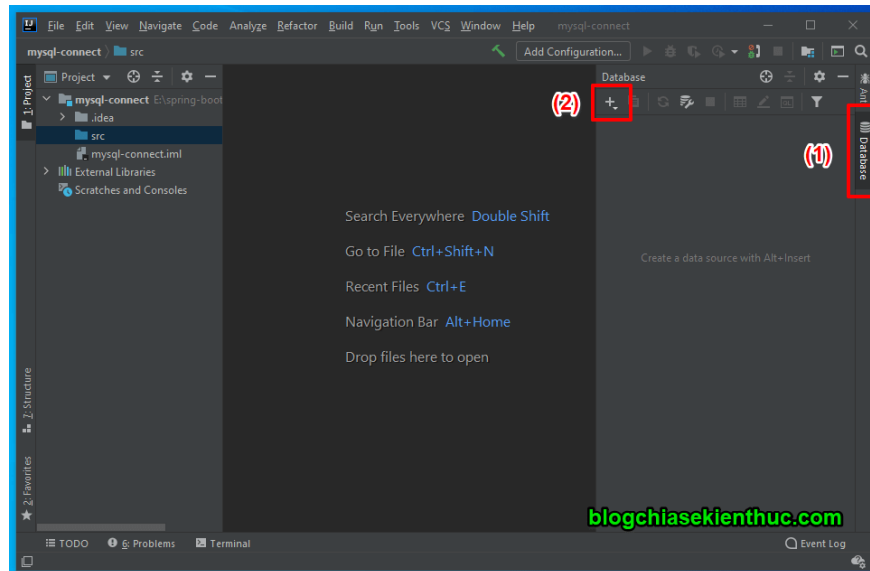 IJ File Edit View Navigate Code Analyze Refactor Build Run Tools VCS Window Help mysql-connect
mysql-connect src Add Configuration...
1: Project
Project
mysql-connect E:\spring-boot
.idea
src
mysql-connect.iml
External Libraries
Scratches and Consoles
Search Everywhere Double Shift
Go to File Ctrl+Shift+N
Recent Files Ctrl+E
Navigation Bar Alt+Home
Drop files here to open
Database
(2)
(1)
Create a data source with Alt+Insert
Ant
Database
7: Structure
2: Favorites
blogchiasekienthuc.com
TODO 6: Problems Terminal Event Log